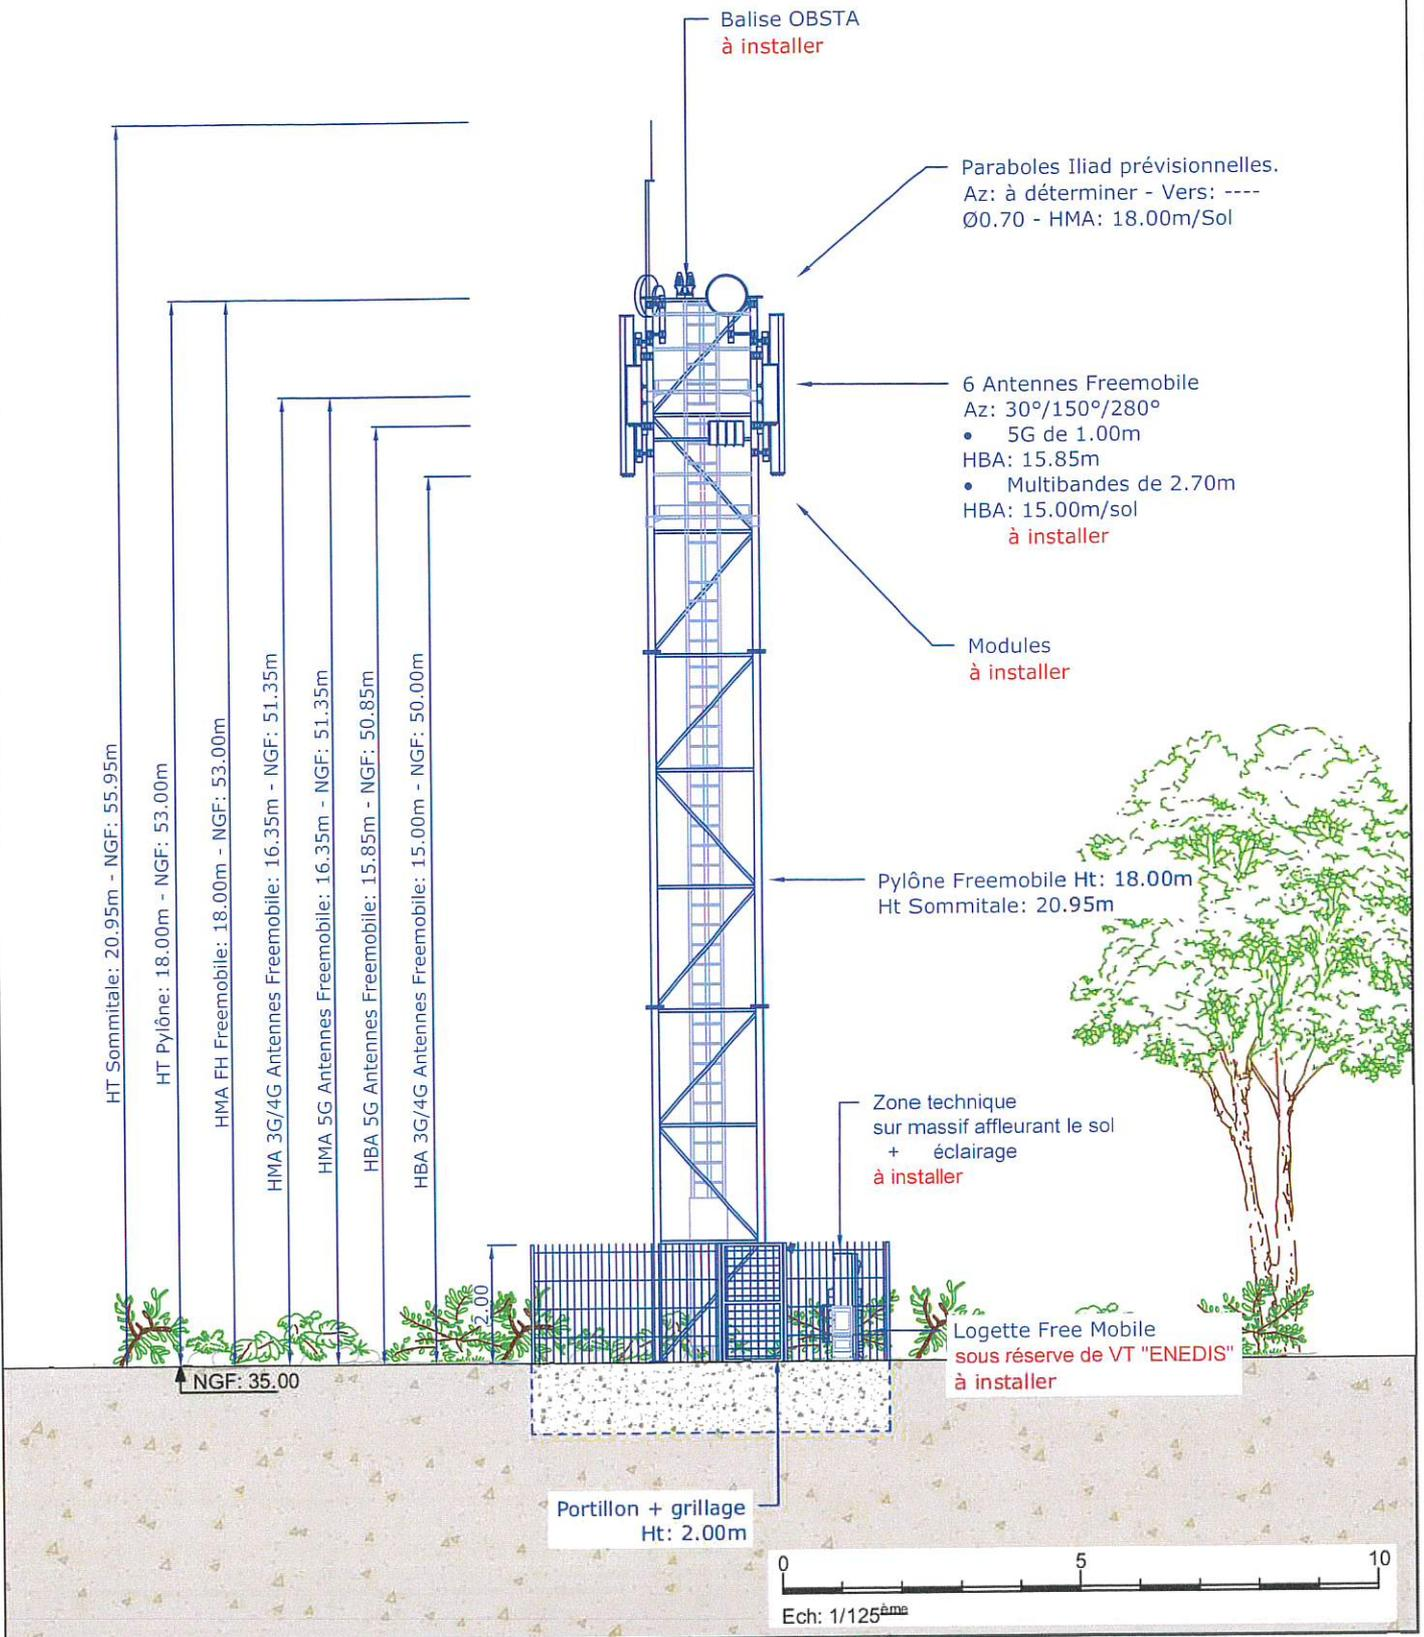 Balise OBSTA
à installer
Paraboles Iliad prévisionnelles.
Az: à déterminer - Vers: ----
Ø0.70 - HMA: 18.00m/Sol
6 Antennes Freemobile
Az: 30°/150°/280°
• 5G de 1.00m
HBA: 15.85m
• Multibandes de 2.70m
HBA: 15.00m/sol
à installer
Modules
à installer
HT Sommitale: 20.95m - NGF: 55.95m
HT Pylône: 18.00m - NGF: 53.00m
HMA FH Freemobile: 18.00m - NGF: 53.00m
HMA 3G/4G Antennes Freemobile: 16.35m - NGF: 51.35m
HMA 5G Antennes Freemobile: 16.35m - NGF: 51.35m
HBA 5G Antennes Freemobile: 15.85m - NGF: 50.85m
HBA 3G/4G Antennes Freemobile: 15.00m - NGF: 50.00m
Pylône Freemobile Ht: 18.00m
Ht Sommitale: 20.95m
Zone technique
sur massif affleurant le sol
+ éclairage
à installer
2.00
Logette Free Mobile
sous réserve de VT "ENEDIS"
à installer
NGF: 35.00
Portillon + grillage
Ht: 2.00m
0 5 10
Ech: 1/125ème